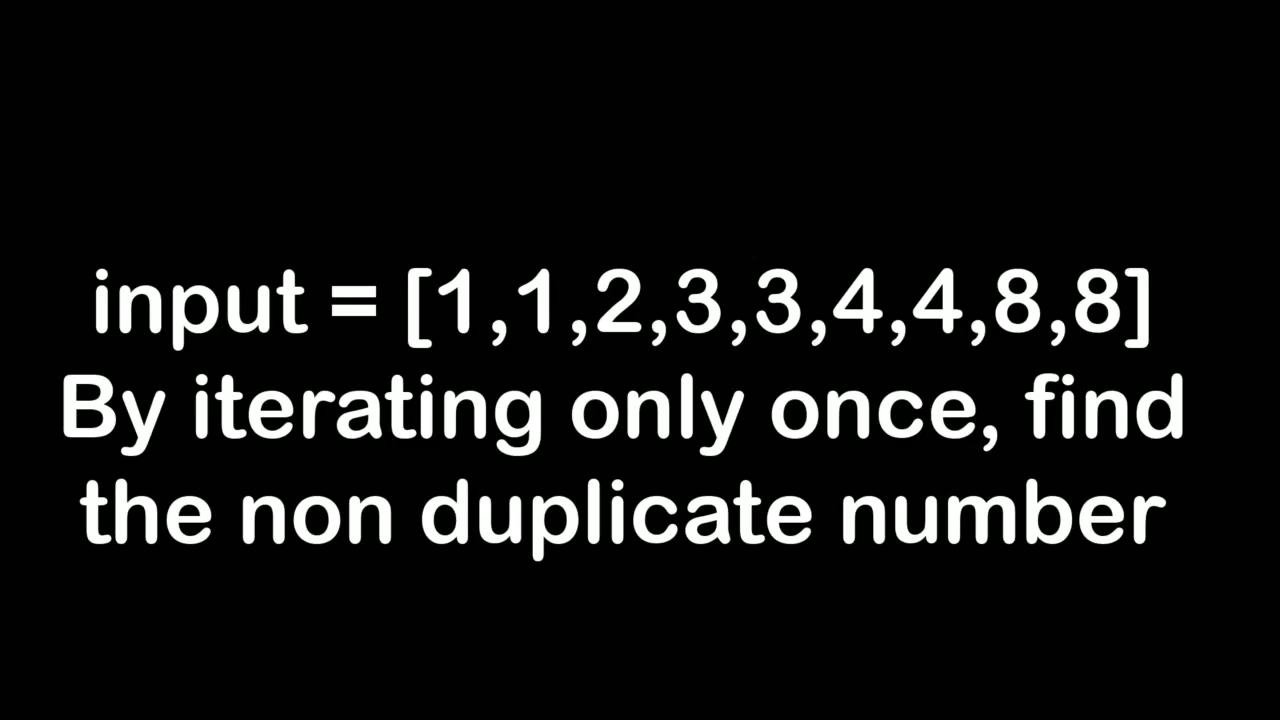 input = [1,1,2,3,3,4,4,8,8]
By iterating only once, find
the non duplicate number